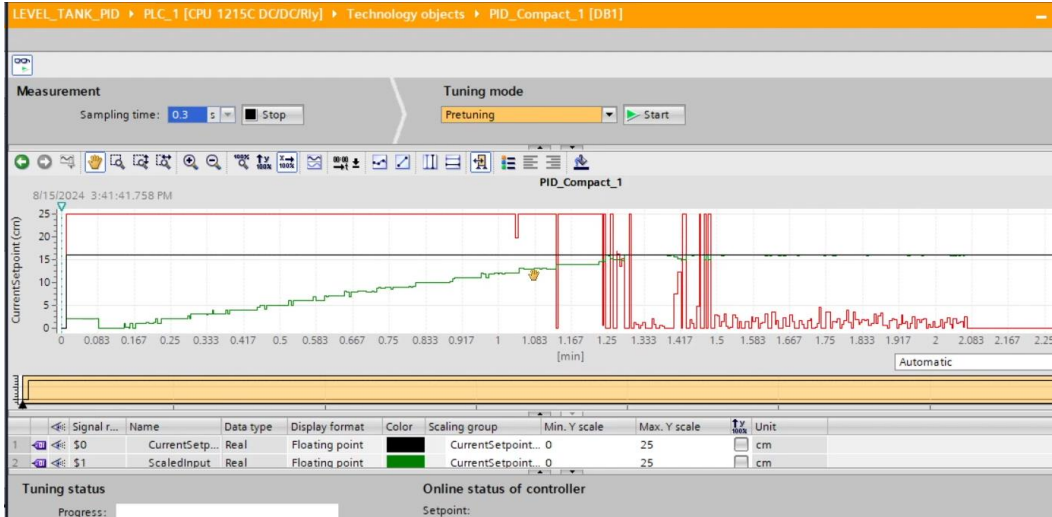 LEVEL_TANK_PID ▸ PLC_1 [CPU 1215C DC/DC/Rly] ▸ Technology objects ▸ PID_Compact_1 [DB1]
Measurement
Tuning mode
Sampling time: 0.3 s Stop
Pretuning Start
PID_Compact_1
8/15/2024 3:41:41.758 PM
CurrentSetpoint (cm)
25
20
15
10
5
0
0 0.083 0.167 0.25 0.333 0.417 0.5 0.583 0.667 0.75 0.833 0.917 1 1.083 1.167 1.25 1.333 1.417 1.5 1.583 1.667 1.75 1.833 1.917 2 2.083 2.167 2.25
[min]
Automatic
Signal r... Name Data type Display format Color Scaling group Min. Y scale Max. Y scale Unit
1 $0 CurrentSetp... Real Floating point CurrentSetpoint... 0 25 cm
2 $1 ScaledInput Real Floating point CurrentSetpoint... 0 25 cm
Tuning status
Online status of controller
Progress:
Setpoint: